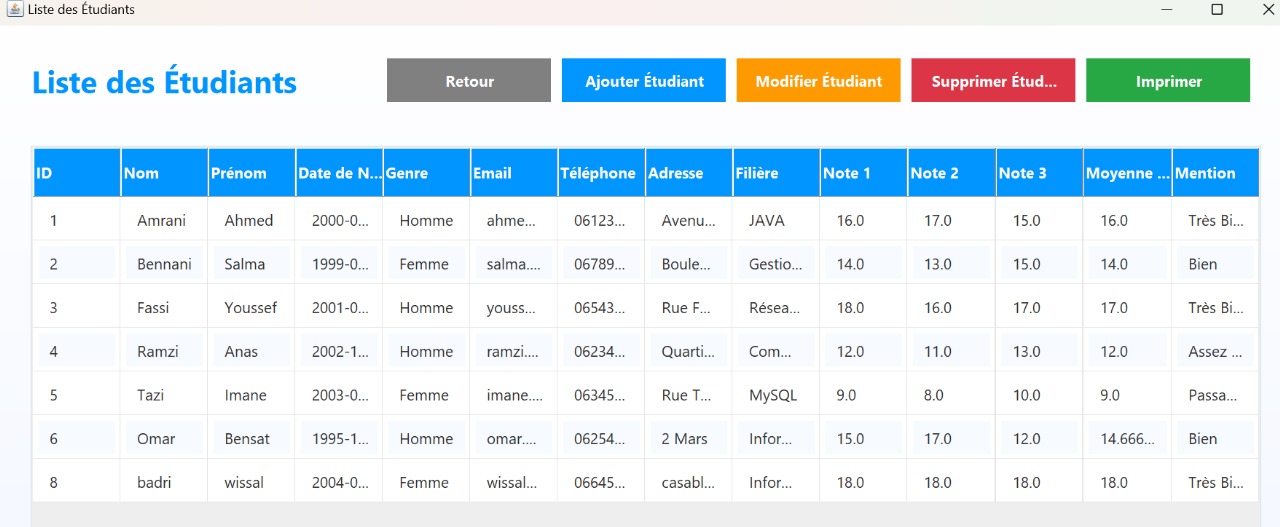 Liste des Étudiants
Liste des Étudiants Retour Ajouter Étudiant Modifier Étudiant Supprimer Étud... Imprimer
ID Nom Prénom Date de N... Genre Email Téléphone Adresse Filière Note 1 Note 2 Note 3 Moyenne ... Mention
1 Amrani Ahmed 2000-0... Homme ahme... 06123... Avenu... JAVA 16.0 17.0 15.0 16.0 Très Bi...
2 Bennani Salma 1999-0... Femme salma.... 06789... Boule... Gestio... 14.0 13.0 15.0 14.0 Bien
3 Fassi Youssef 2001-0... Homme youss... 06543... Rue F... Résea... 18.0 16.0 17.0 17.0 Très Bi...
4 Ramzi Anas 2002-1... Homme ramzi.... 06234... Quarti... Com... 12.0 11.0 13.0 12.0 Assez ...
5 Tazi Imane 2003-0... Femme imane.... 06345... Rue T... MySQL 9.0 8.0 10.0 9.0 Passa...
6 Omar Bensat 1995-1... Homme omar.... 06254... 2 Mars Infor... 15.0 17.0 12.0 14.666... Bien
8 badri wissal 2004-0... Femme wissal... 06645... casabl... Infor... 18.0 18.0 18.0 18.0 Très Bi...